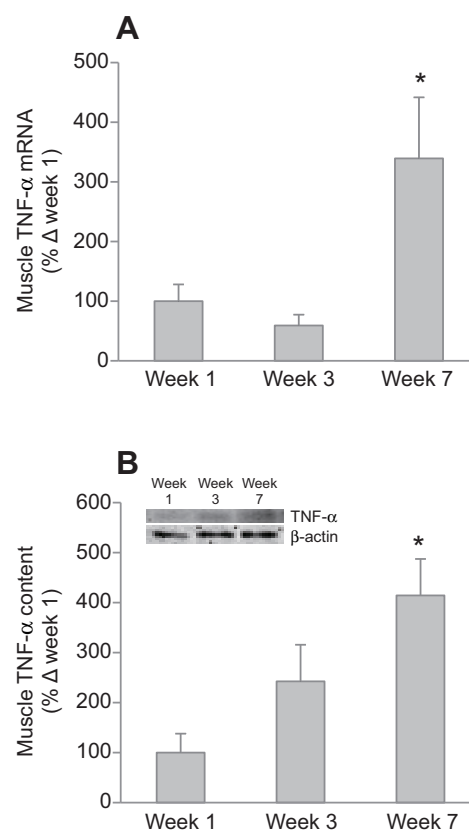 A
Muscle TNF-α mRNA
(% Δ week 1)
500
400
300
200
100
0
*
Week 1 Week 3 Week 7
B
Muscle TNF-α content
(% Δ week 1)
600
500
400
300
200
100
0
Week Week Week
1 3 7
TNF-α
β-actin
*
Week 1 Week 3 Week 7